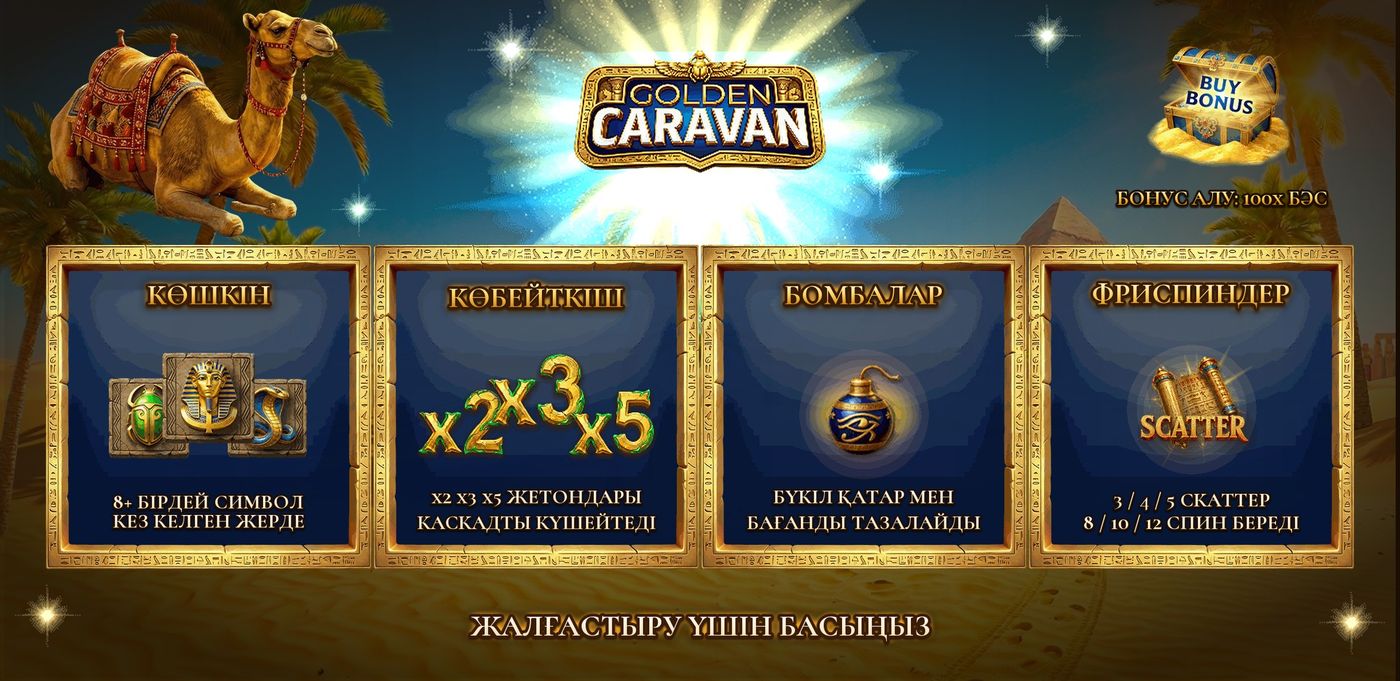 GOLDEN
CARAVAN
BUY
BONUS
БОНУС АЛУ: 100x БӘС
КӨШКІН
8+ БІРДЕЙ СИМВОЛ
КЕЗ КЕЛГЕН ЖЕРДЕ
КӨБЕЙТКІШ
x2 x3 x5
x2 x3 x5 ЖЕТОНДАРЫ
КАСКАДТЫ КҮШЕЙТЕДІ
БОМБАЛАР
БҮКІЛ ҚАТАР МЕН
БАҒАНДЫ ТАЗАЛАЙДЫ
ФРИСПИНДЕР
SCATTER
3 / 4 / 5 СКАТТЕР
8 / 10 / 12 СПИН БЕРЕДІ
ЖАЛҒАСТЫРУ ҮШІН БАСЫҢЫЗ